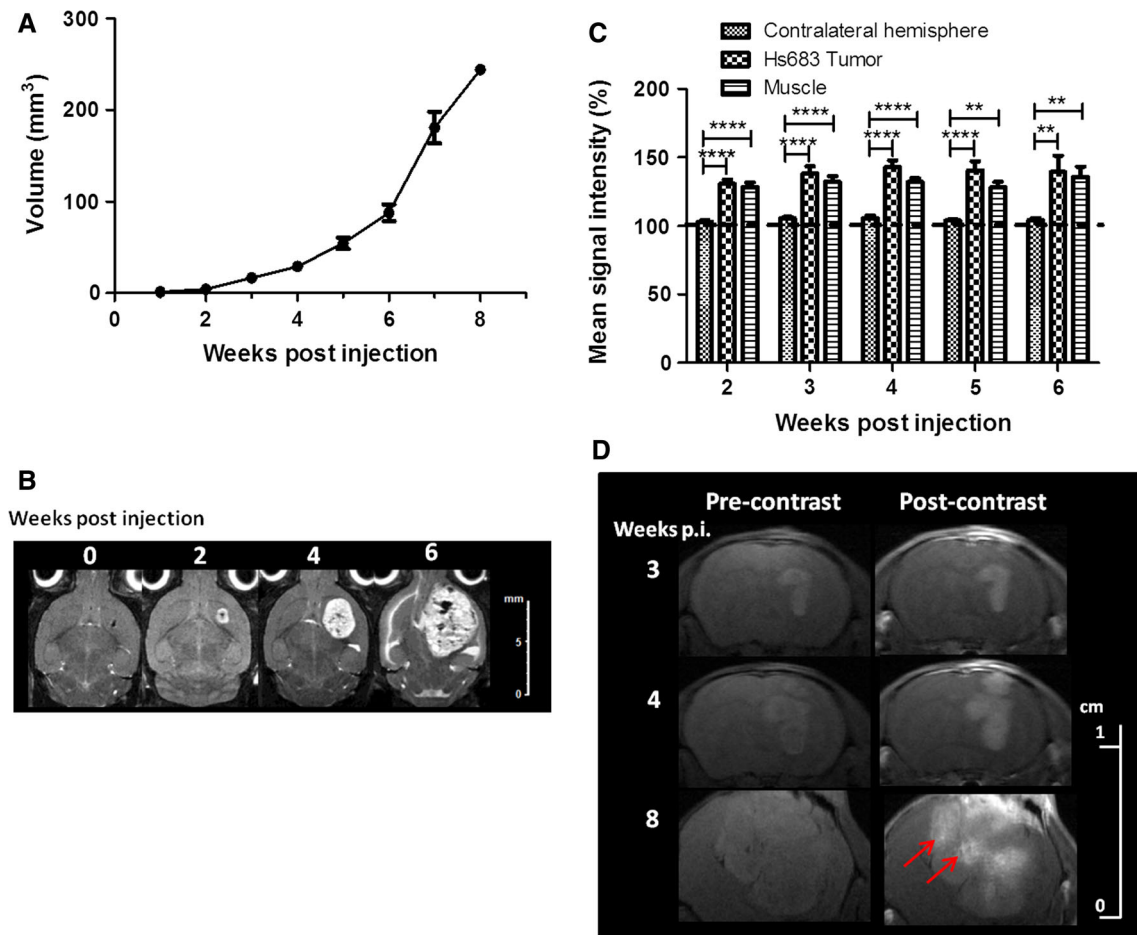 A
300
200
100
0
Volume (mm3)
0 2 4 6 8
Weeks post injection
C
Contralateral hemisphere
Hs683 Tumor
Muscle
200
150
100
50
0
Mean signal intensity (%)
**** **** **** ** **
**** **** **** **** **
2 3 4 5 6
Weeks post injection
B
Weeks post injection
0 2 4 6
mm
5
0
D
Pre-contrast Post-contrast
Weeks p.i.
3
4
8
cm
1
0